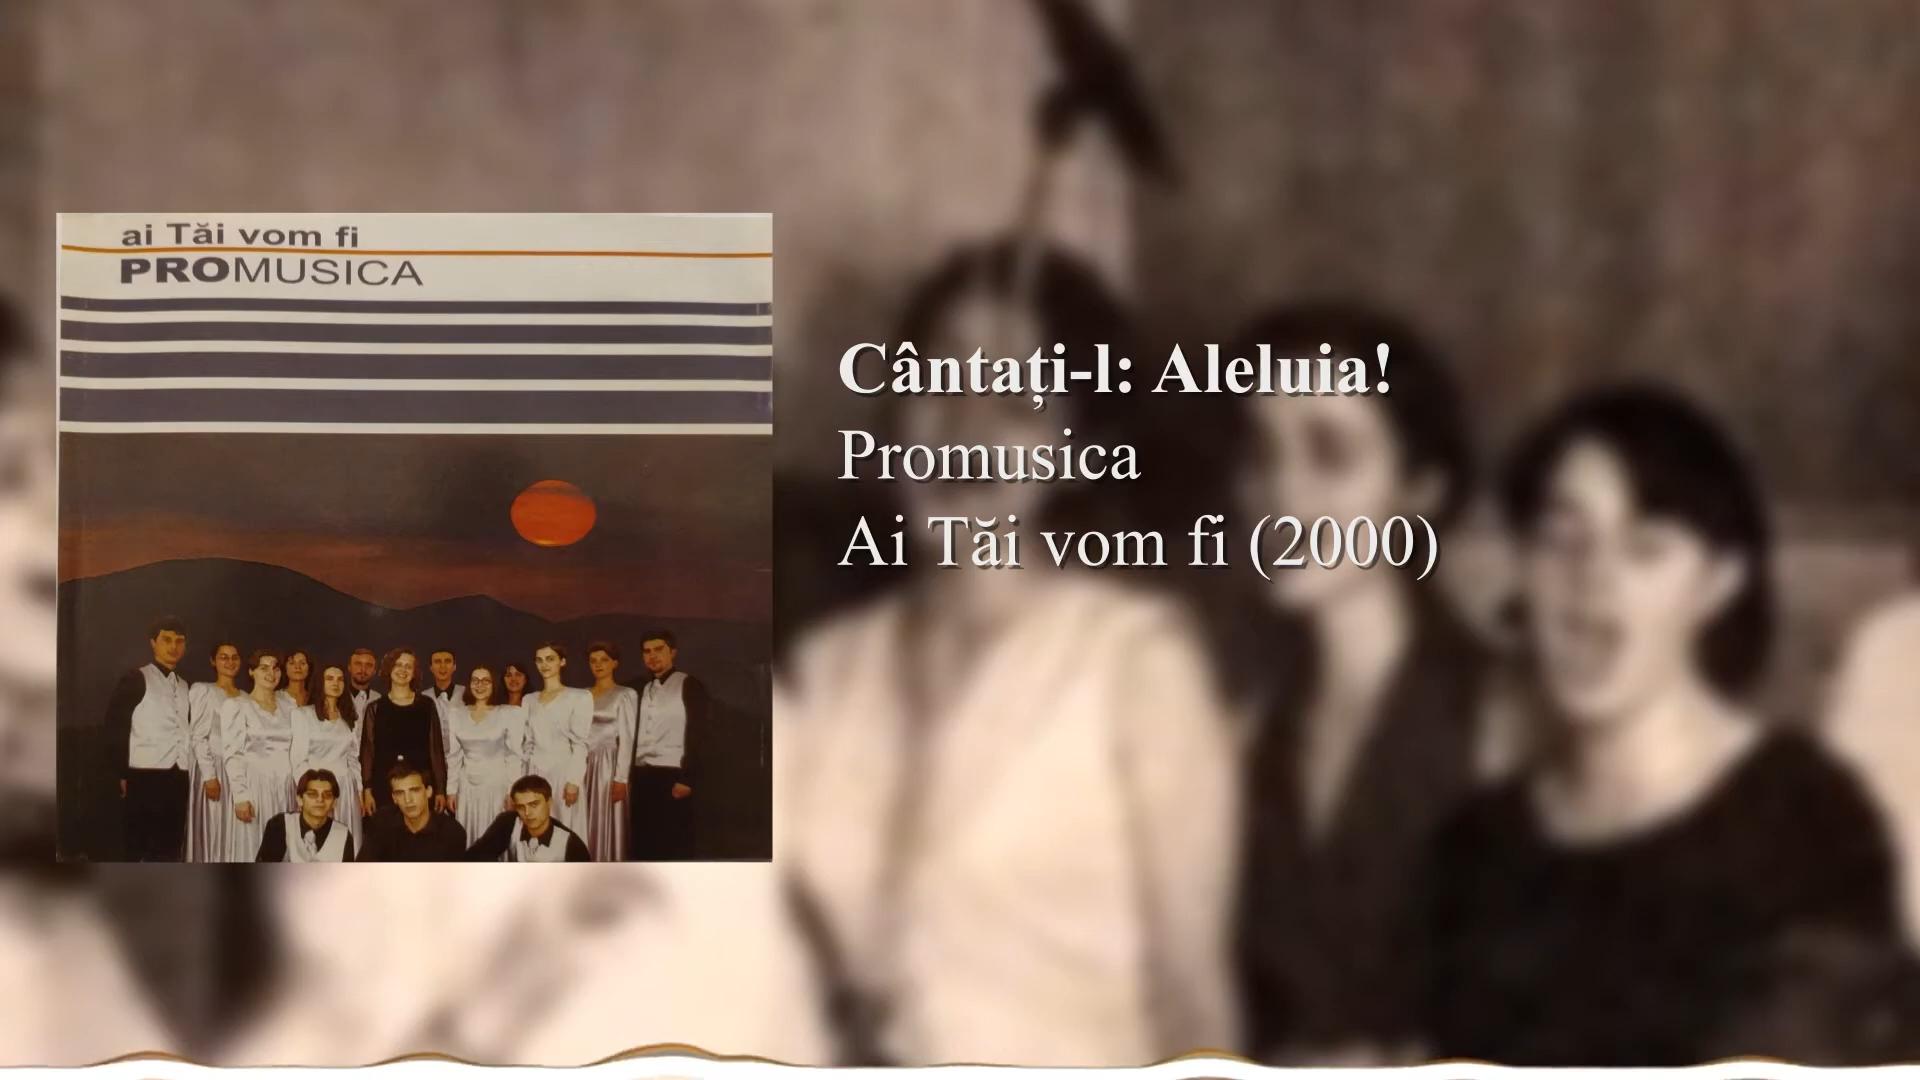 ai Tăi vom fi
PROMUSICA
Cântați-l: Aleluia!
Promusica
Ai Tăi vom fi (2000)